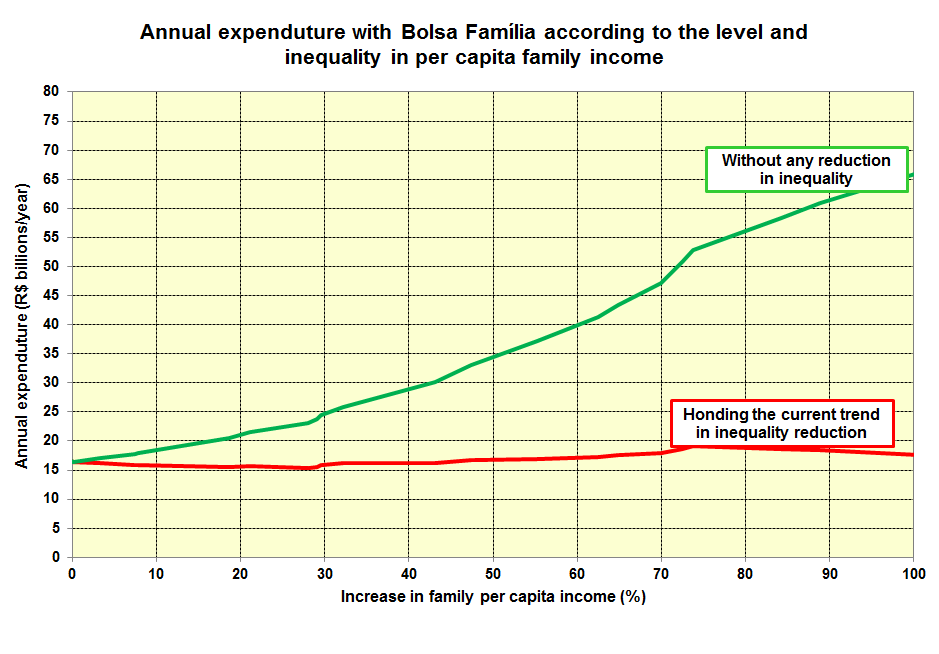 Annual expenduture with Bolsa Família according to the level and
inequality in per capita family income
80
75
70
65
60
55
50
45
40
35
30
25
20
15
10
5
0
Annual expenduture (R$ billions/year)
Without any reduction
in inequality
Honding the current trend
in inequality reduction
0 10 20 30 40 50 60 70 80 90 100
Increase in family per capita income (%)